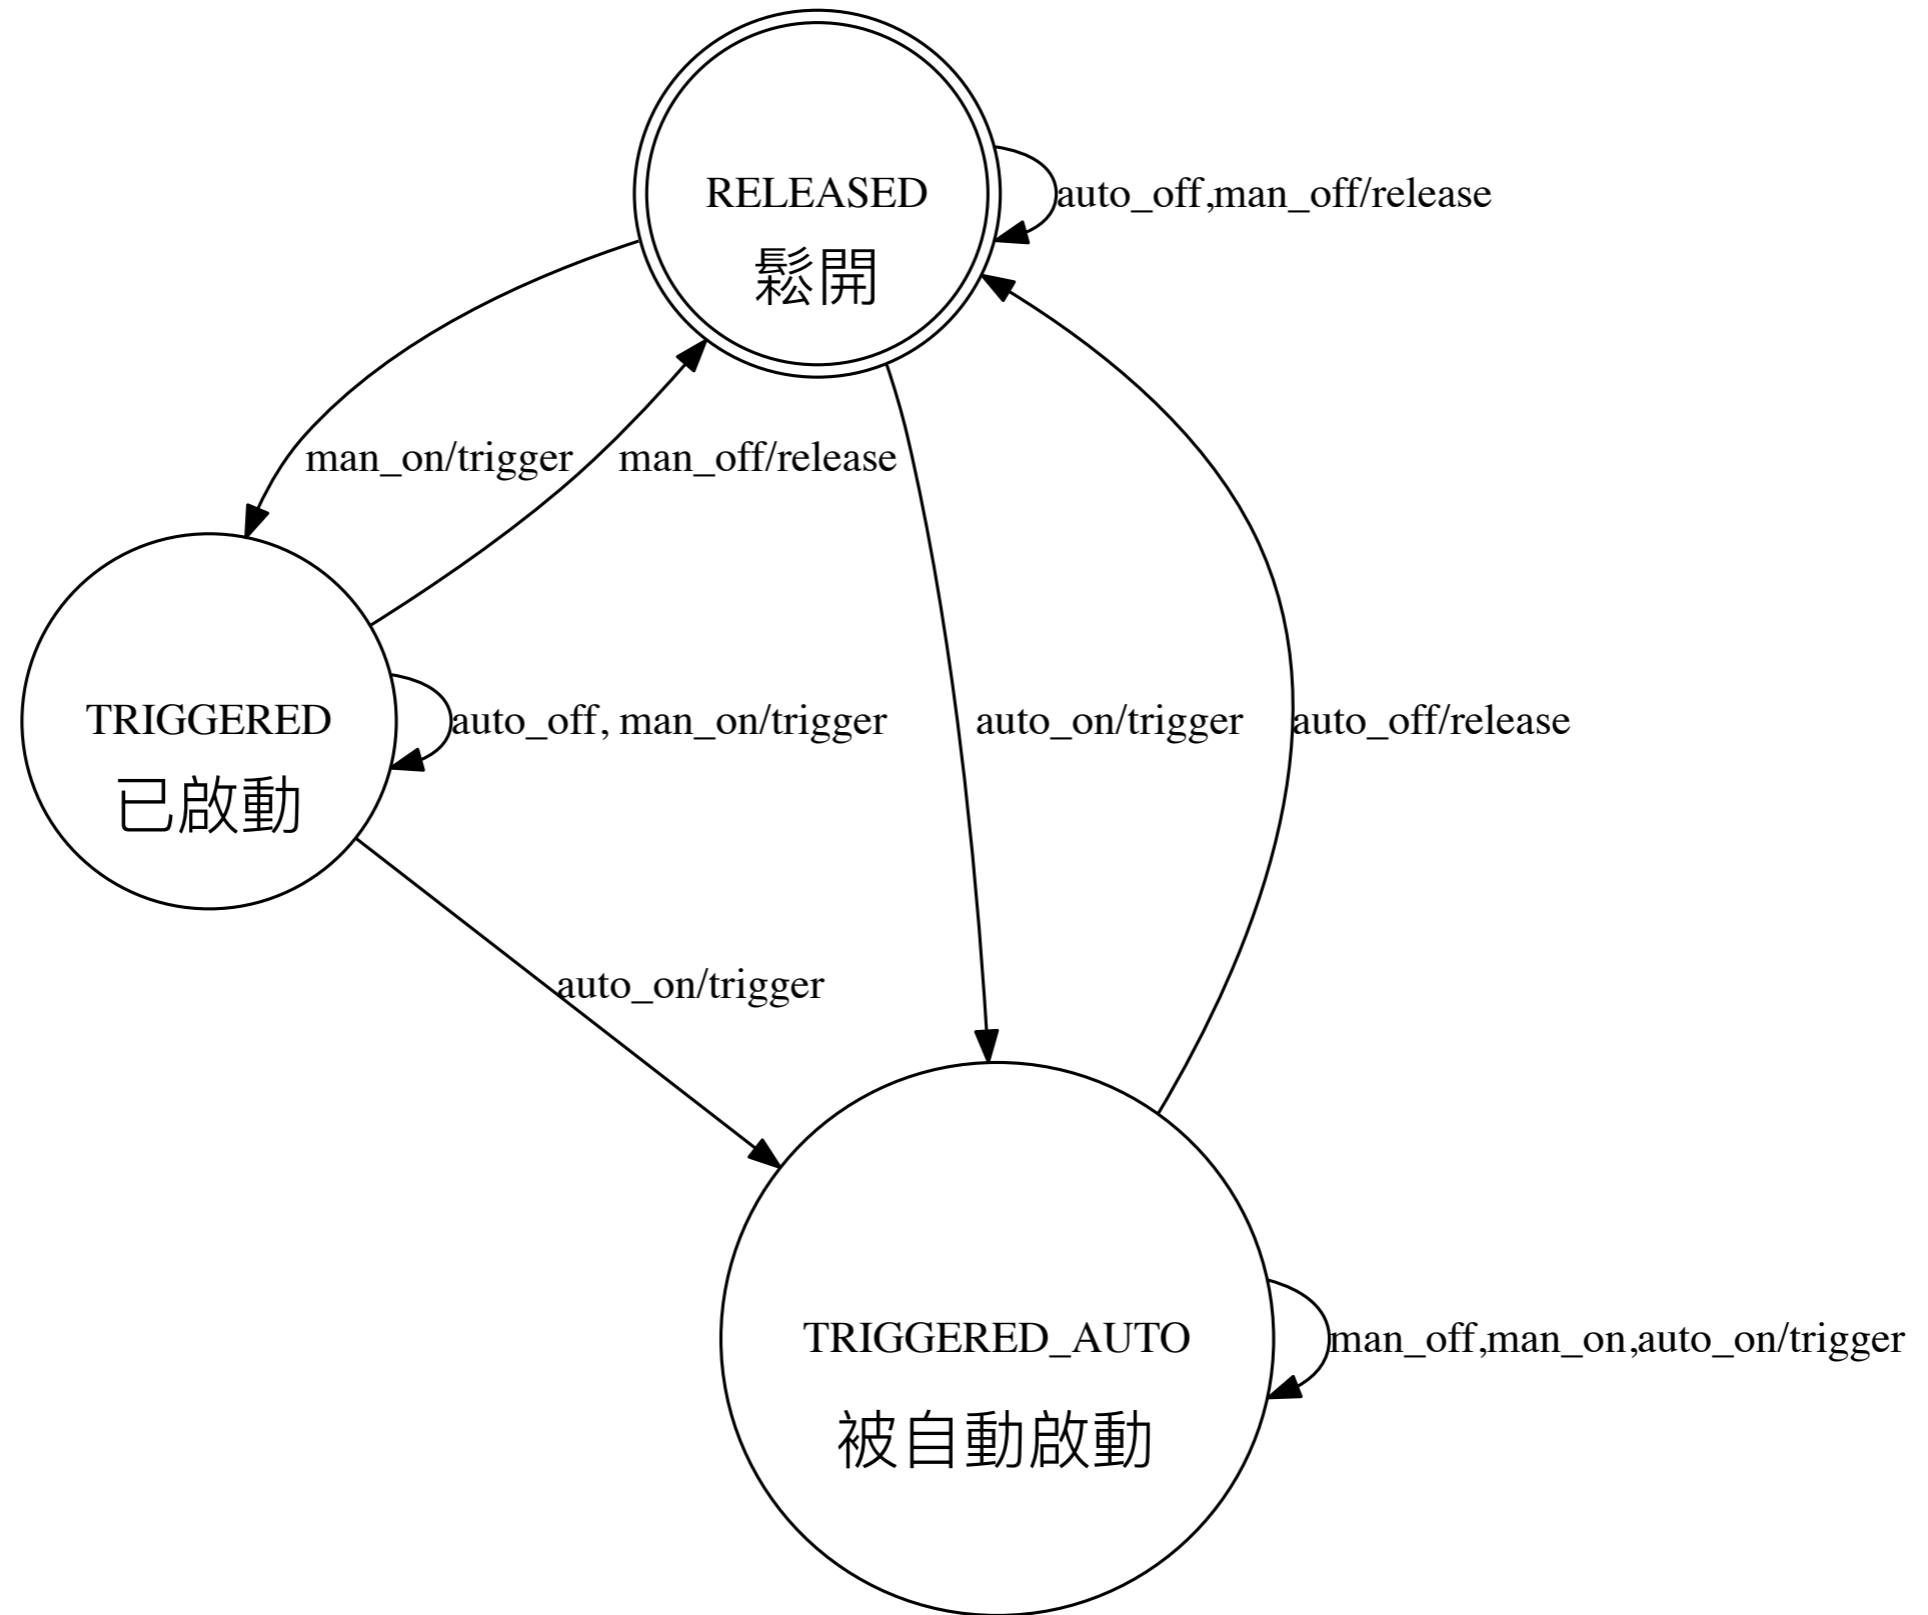 RELEASED
鬆開
auto_off,man_off/release
man_on/trigger
man_off/release
TRIGGERED
已啟動
auto_off, man_on/trigger
auto_on/trigger
auto_off/release
auto_on/trigger
TRIGGERED_AUTO
被自動啟動
man_off,man_on,auto_on/trigger